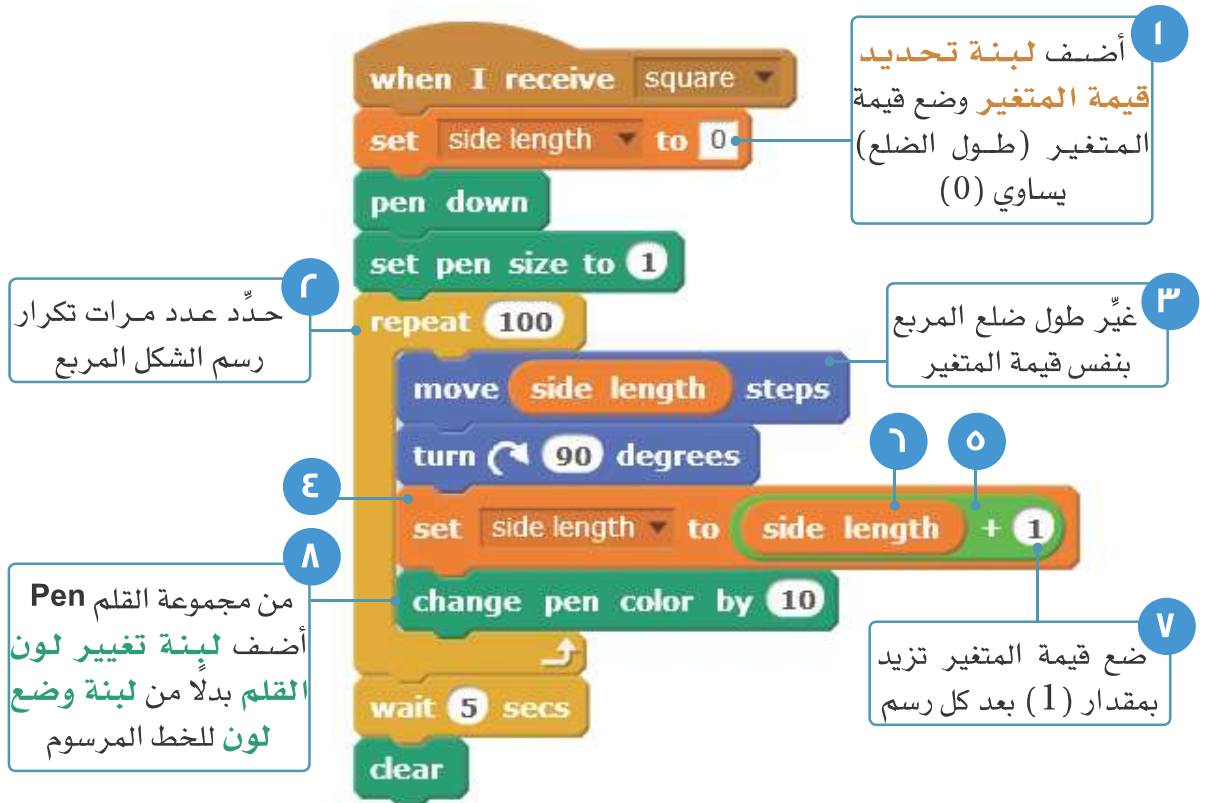 ١
أضف لبنة تحديد
قيمة المتغير وضع قيمة
المتغير (طول الضلع)
يساوي (0)
when I receive square
set side length to 0
pen down
set pen size to 1
٢
حدِّد عدد مرات تكرار
رسم الشكل المربع
repeat 100
٣
غيِّر طول ضلع المربع
بنفس قيمة المتغير
move side length steps
turn 90 degrees
٦ ٥
٤
set side length to side length + 1
٨
من مجموعة القلم Pen
أضف لبنة تغيير لون
القلم بدلًا من لبنة وضع
لون للخط المرسوم
change pen color by 10
٧
ضع قيمة المتغير تزيد
بمقدار (1) بعد كل رسم
wait 5 secs
clear